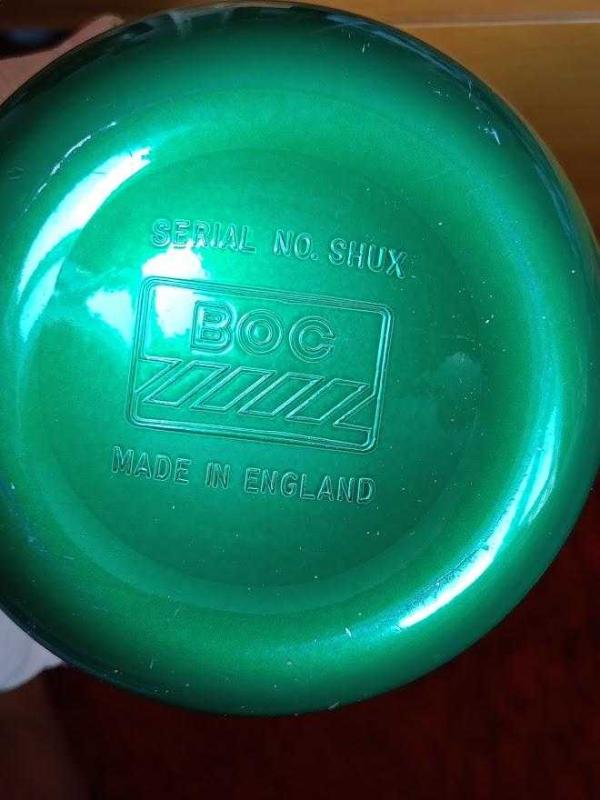 SERIAL NO. SHUX
BOC
MADE IN ENGLAND